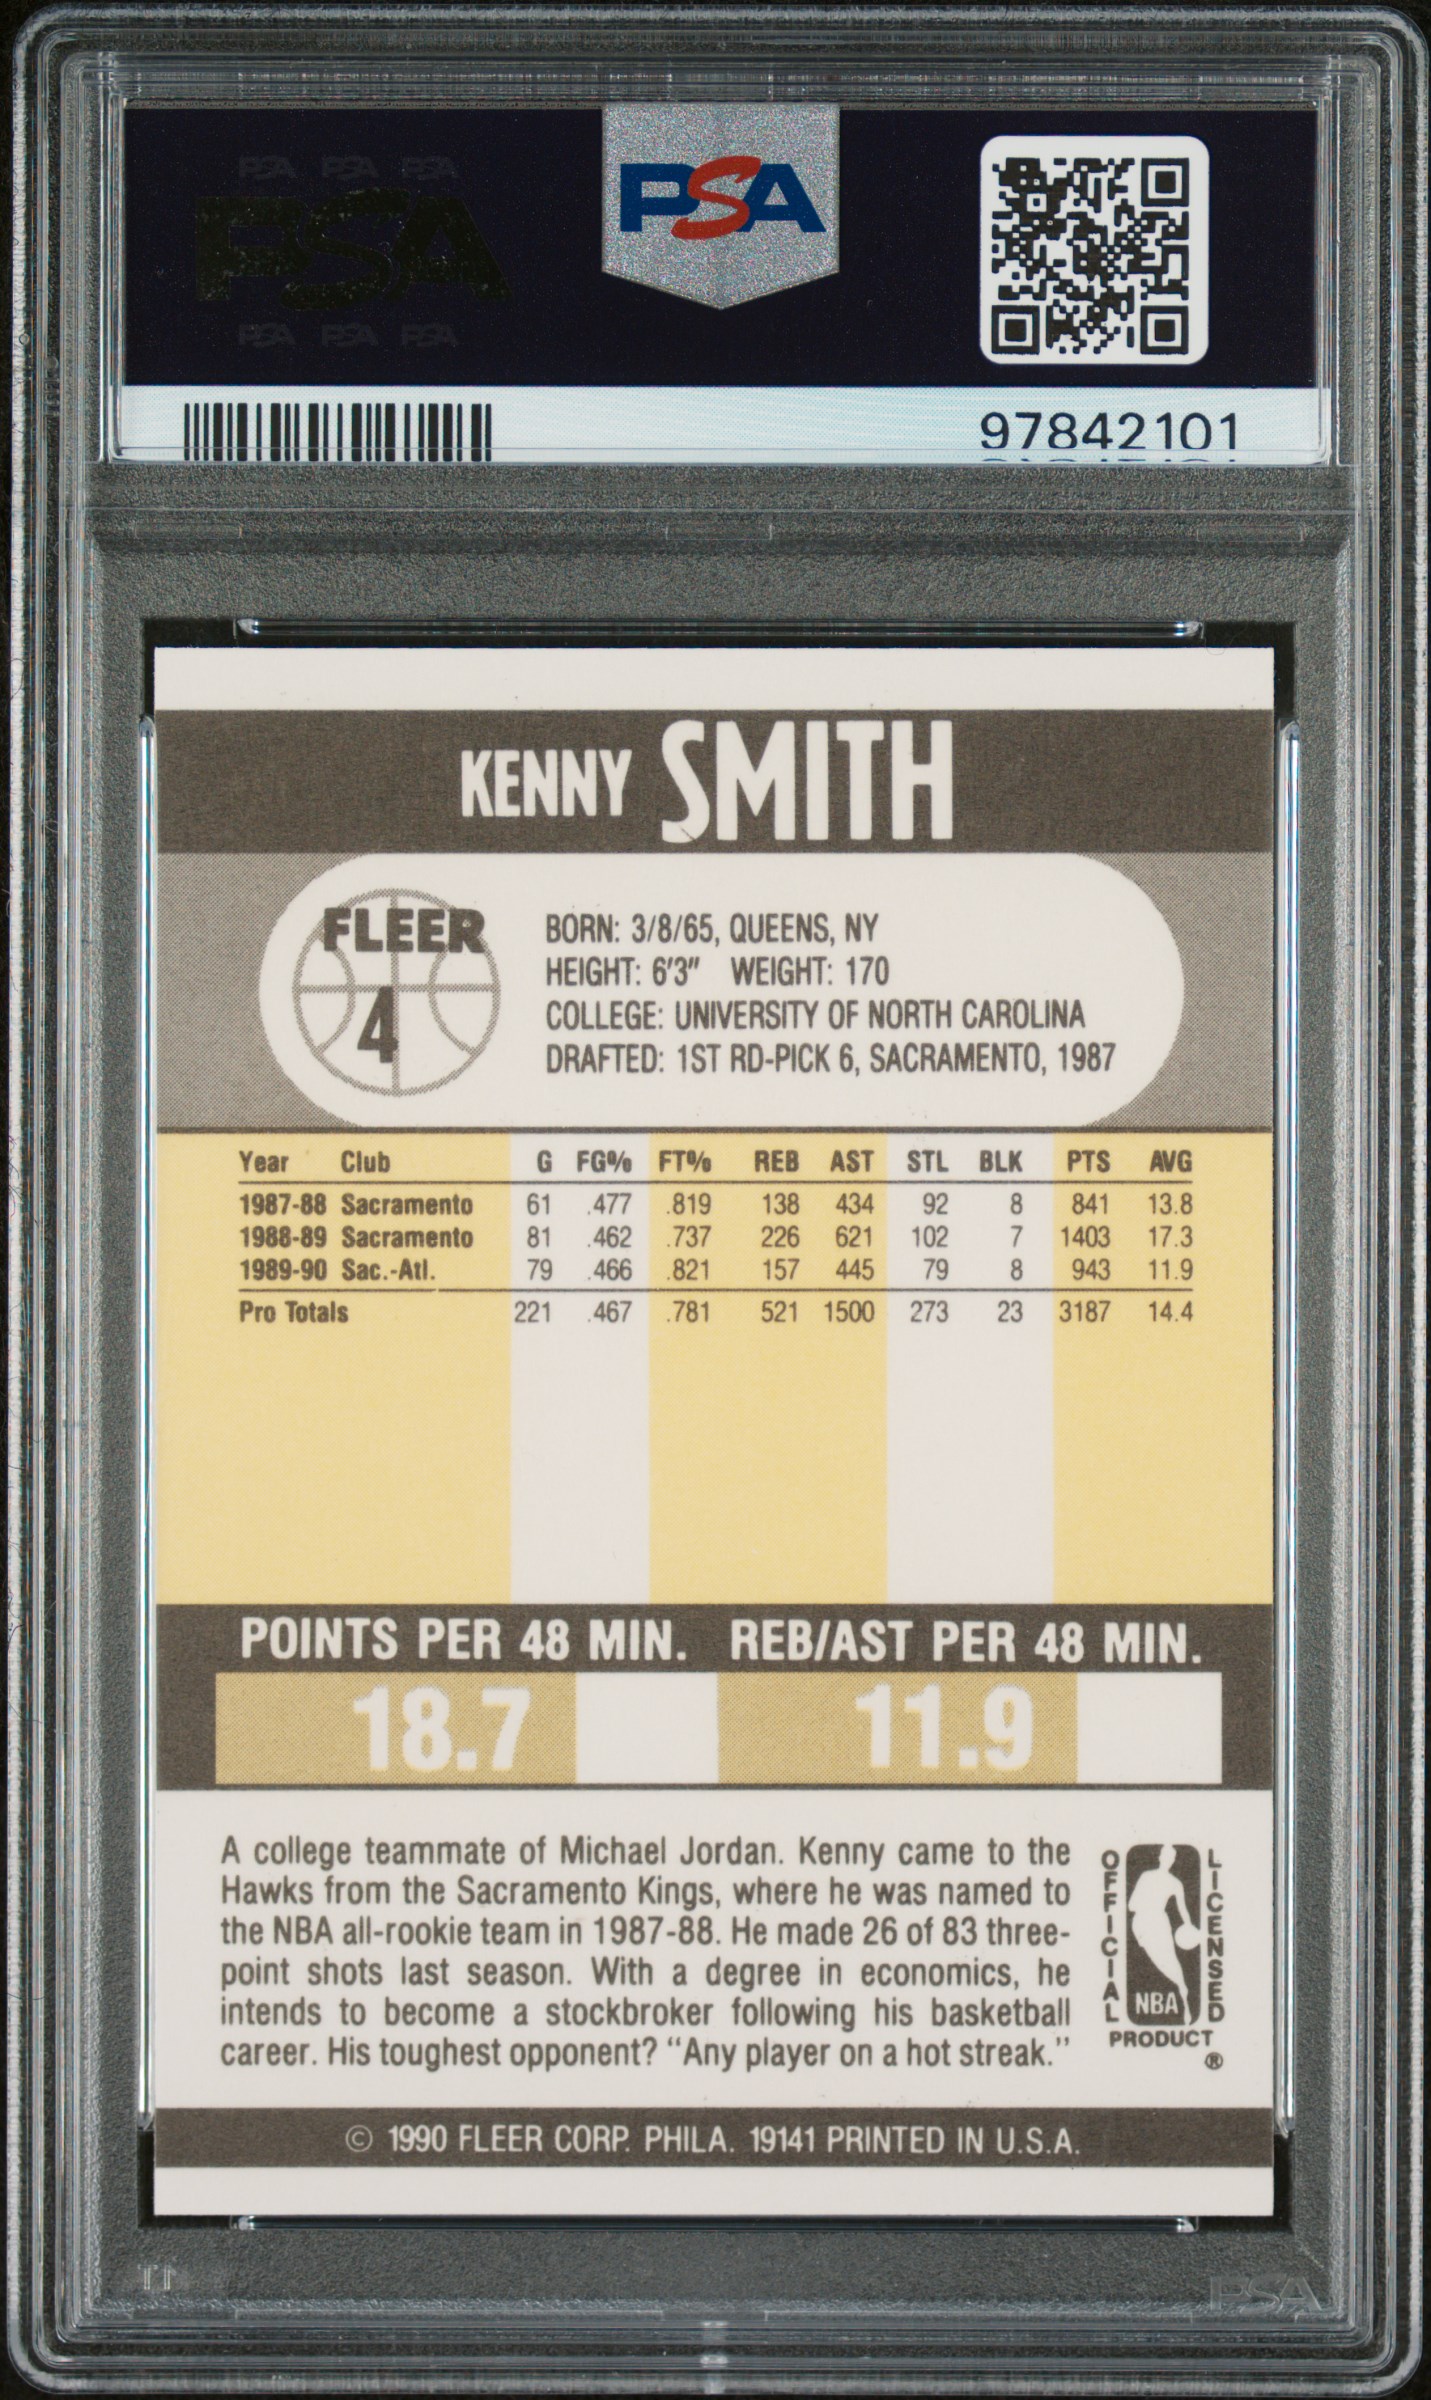 PSA PSA PSA
PSA
PSA PSA PSA
PSA
97842101
KENNY SMITH
FLEER
4
BORN: 3/8/65, QUEENS, NY
HEIGHT: 6'3" WEIGHT: 170
COLLEGE: UNIVERSITY OF NORTH CAROLINA
DRAFTED: 1ST RD-PICK 6, SACRAMENTO, 1987
Year Club G FG% FT% REB AST STL BLK PTS AVG
1987-88 Sacramento 61 .477 .819 138 434 92 8 841 13.8
1988-89 Sacramento 81 .462 .737 226 621 102 7 1403 17.3
1989-90 Sac.-Atl. 79 .466 .821 157 445 79 8 943 11.9
Pro Totals 221 .467 .781 521 1500 273 23 3187 14.4
POINTS PER 48 MIN. REB/AST PER 48 MIN.
18.7 11.9
A college teammate of Michael Jordan. Kenny came to the
Hawks from the Sacramento Kings, where he was named to
the NBA all-rookie team in 1987-88. He made 26 of 83 three-
point shots last season. With a degree in economics, he
intends to become a stockbroker following his basketball
career. His toughest opponent? “Any player on a hot streak.”
OFFICIAL
LICENSED
NBA
PRODUCT
®
© 1990 FLEER CORP. PHILA. 19141 PRINTED IN U.S.A.
PSA